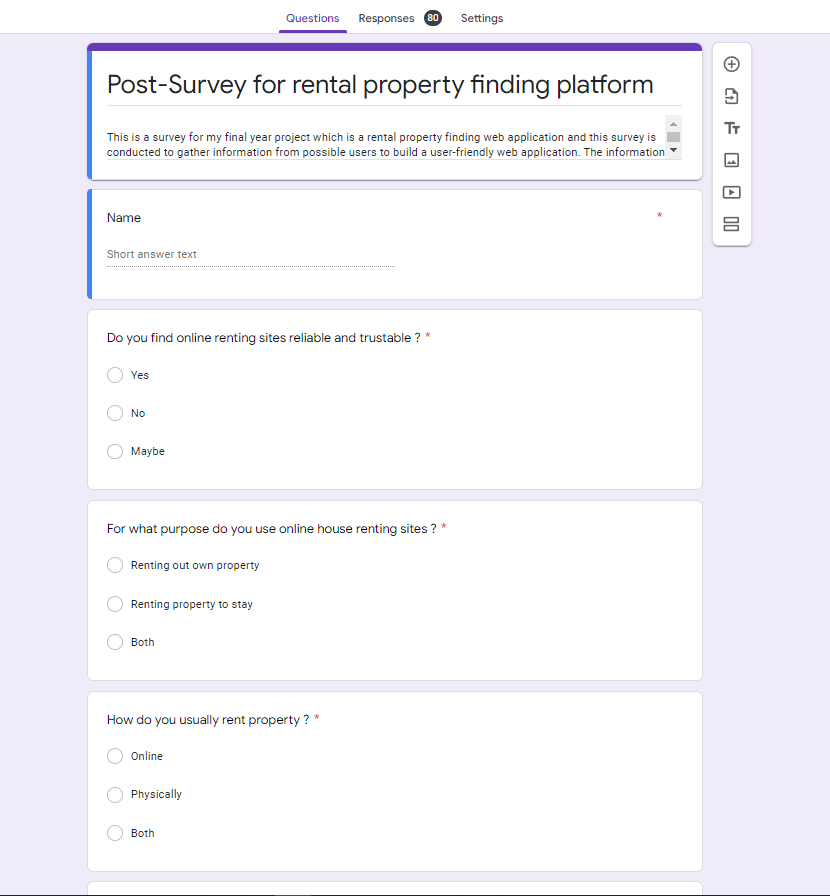 Questions Responses 80 Settings
Post-Survey for rental property finding platform
This is a survey for my final year project which is a rental property finding web application and this survey is
conducted to gather information from possible users to build a user-friendly web application. The information
Name *
Short answer text
Do you find online renting sites reliable and trustable ? *
Yes
No
Maybe
For what purpose do you use online house renting sites ? *
Renting out own property
Renting property to stay
Both
How do you usually rent property ? *
Online
Physically
Both